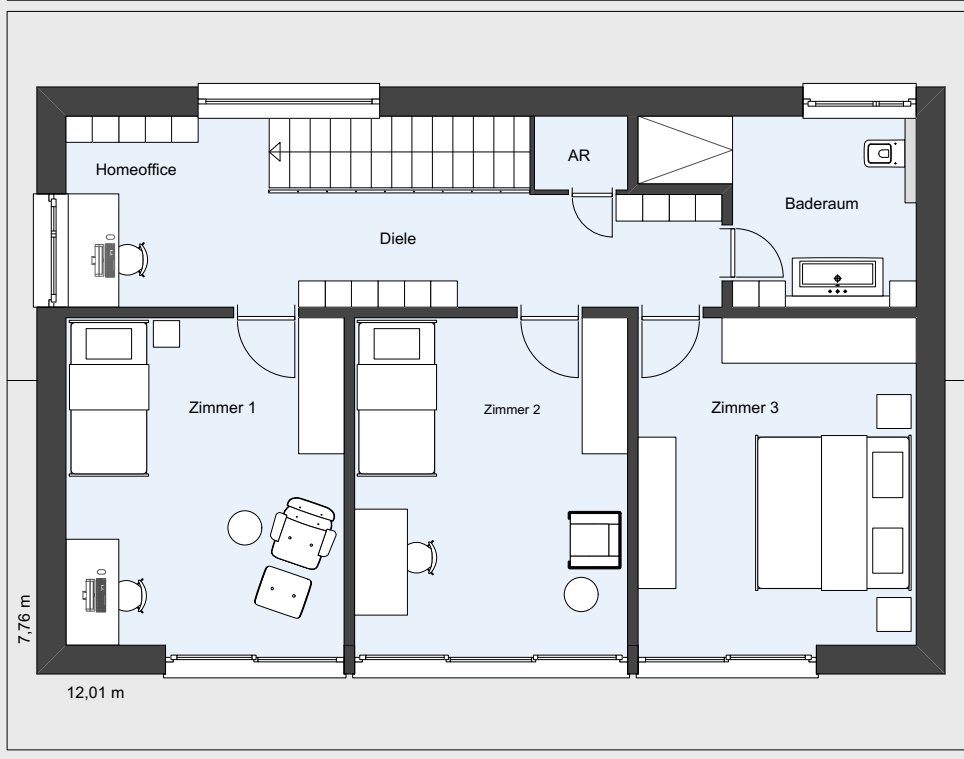 Homeoffice
AR
Baderaum
Diele
Zimmer 1
Zimmer 2
Zimmer 3
7,76 m
12,01 m